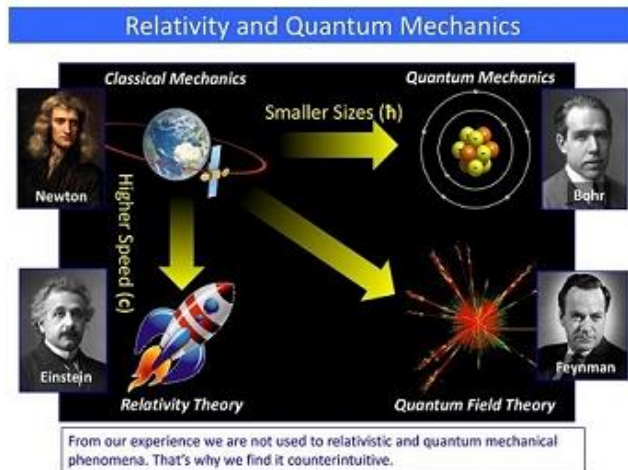 Relativity and Quantum Mechanics
Classical Mechanics
Quantum Mechanics
Smaller Sizes (ħ)
Newton
Bohr
Higher Speed (c)
Einstein
Feynman
Relativity Theory
Quantum Field Theory
From our experience we are not used to relativistic and quantum mechanical
phenomena. That's why we find it counterintuitive.